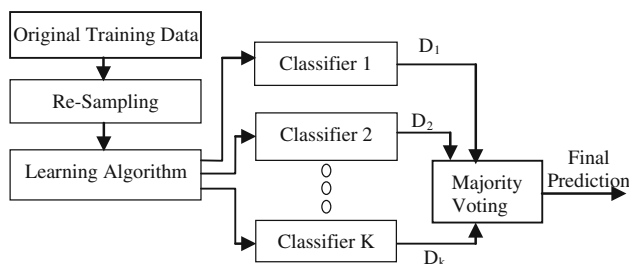 Original Training Data
Re-Sampling
Learning Algorithm
Classifier 1
D1
Classifier 2
D2
Classifier K
Dk
Majority
Voting
Final
Prediction